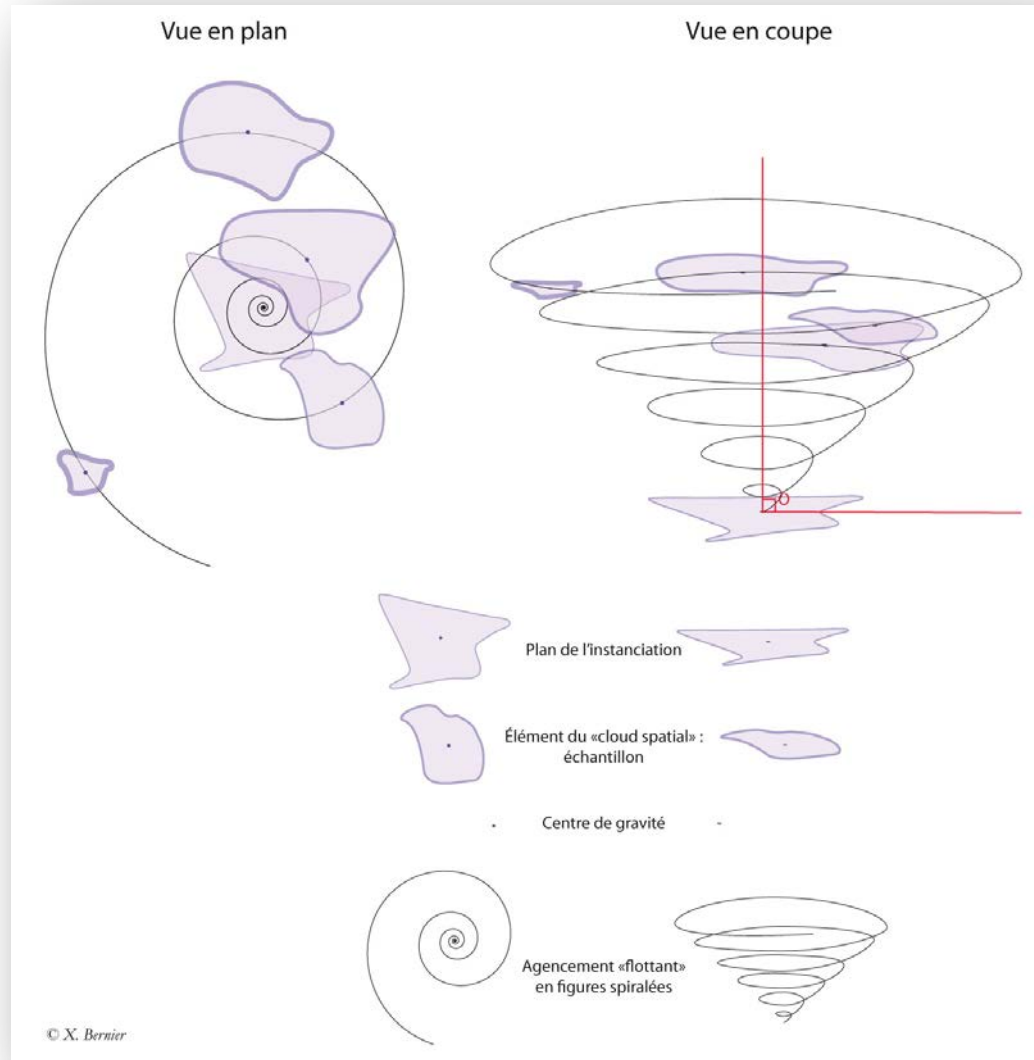 Vue en plan
Vue en coupe
O
Plan de l'instanciation
Élément du «cloud spatial» :
échantillon
Centre de gravité
Agencement «flottant»
en figures spiralées
© X. Bernier